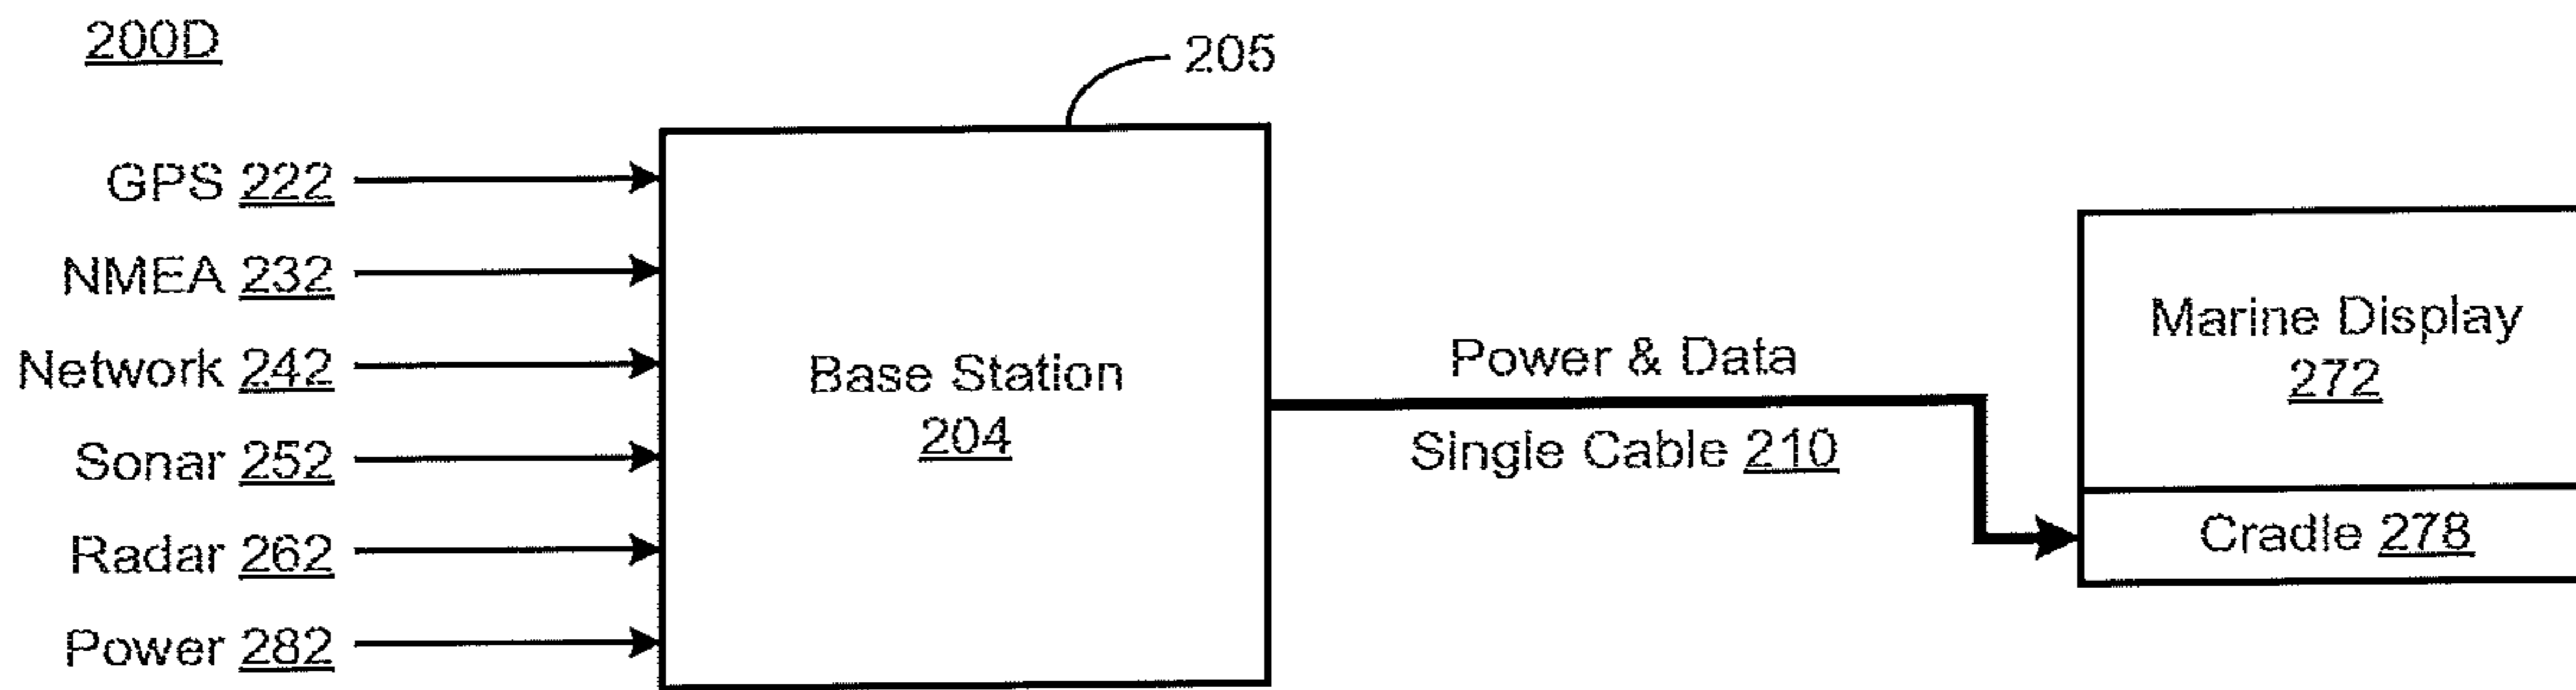 200D
205
GPS 222
NMEA 232
Network 242
Sonar 252
Radar 262
Power 282
Base Station
204
Power & Data
Single Cable 210
Marine Display
272
Cradle 278